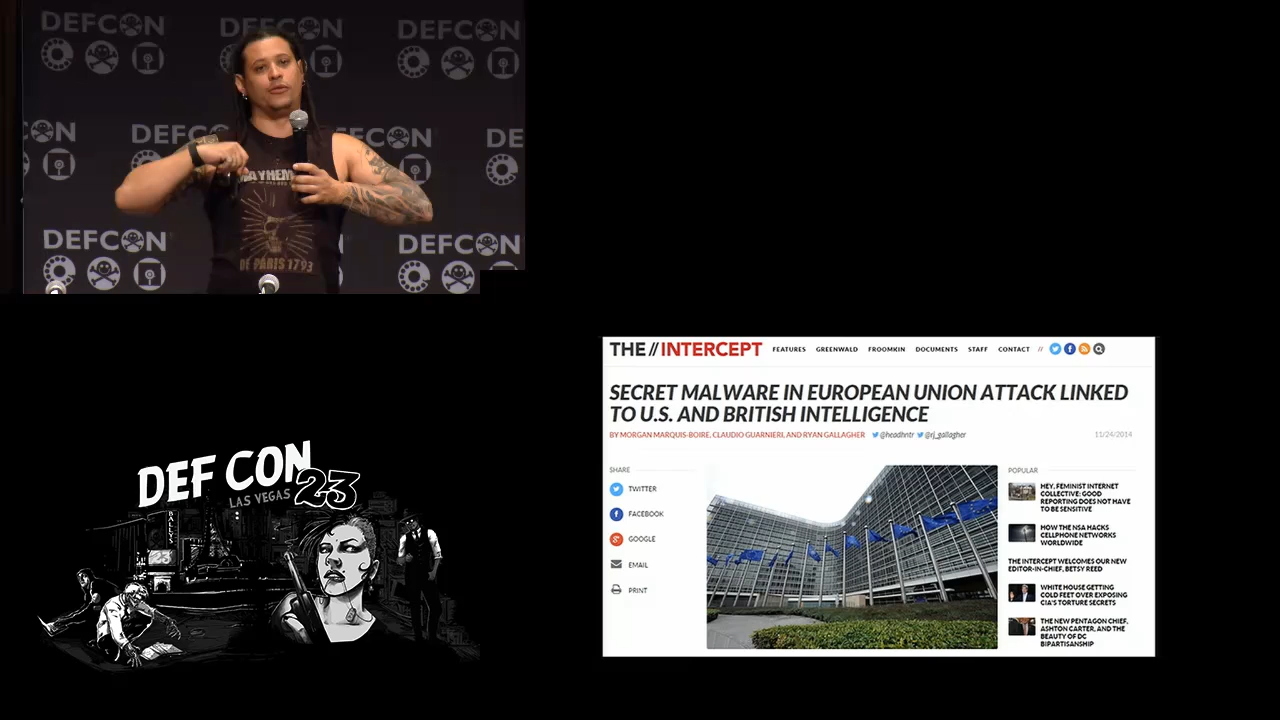 DEFCON
DEFCON
DEFCON
DEFCON
DEFCON
DEFCON
DEF
DEFCON
DEFCON
MAYHEM
DE PARIS 1793
THE // INTERCEPT FEATURES GREENWALD FROOMKIN DOCUMENTS STAFF CONTACT //
SECRET MALWARE IN EUROPEAN UNION ATTACK LINKED
TO U.S. AND BRITISH INTELLIGENCE
BY MORGAN MARQUIS-BOIRE, CLAUDIO GUARNIERI, AND RYAN GALLAGHER @headhntr @rj_gallagher 11/24/2014
SHARE
TWITTER
FACEBOOK
GOOGLE
EMAIL
PRINT
POPULAR
HEY, FEMINIST INTERNET
COLLECTIVE: GOOD
REPORTING DOES NOT HAVE
TO BE SENSITIVE
HOW THE NSA HACKS
CELLPHONE NETWORKS
WORLDWIDE
THE INTERCEPT WELCOMES OUR NEW
EDITOR-IN-CHIEF, BETSY REED
WHITE HOUSE GETTING
COLD FEET OVER EXPOSING
CIA'S TORTURE SECRETS
THE NEW PENTAGON CHIEF,
ASHTON CARTER, AND THE
BEAUTY OF DC
BIPARTISANSHIP
DEF CON 23
LAS VEGAS
BALLY'S
23